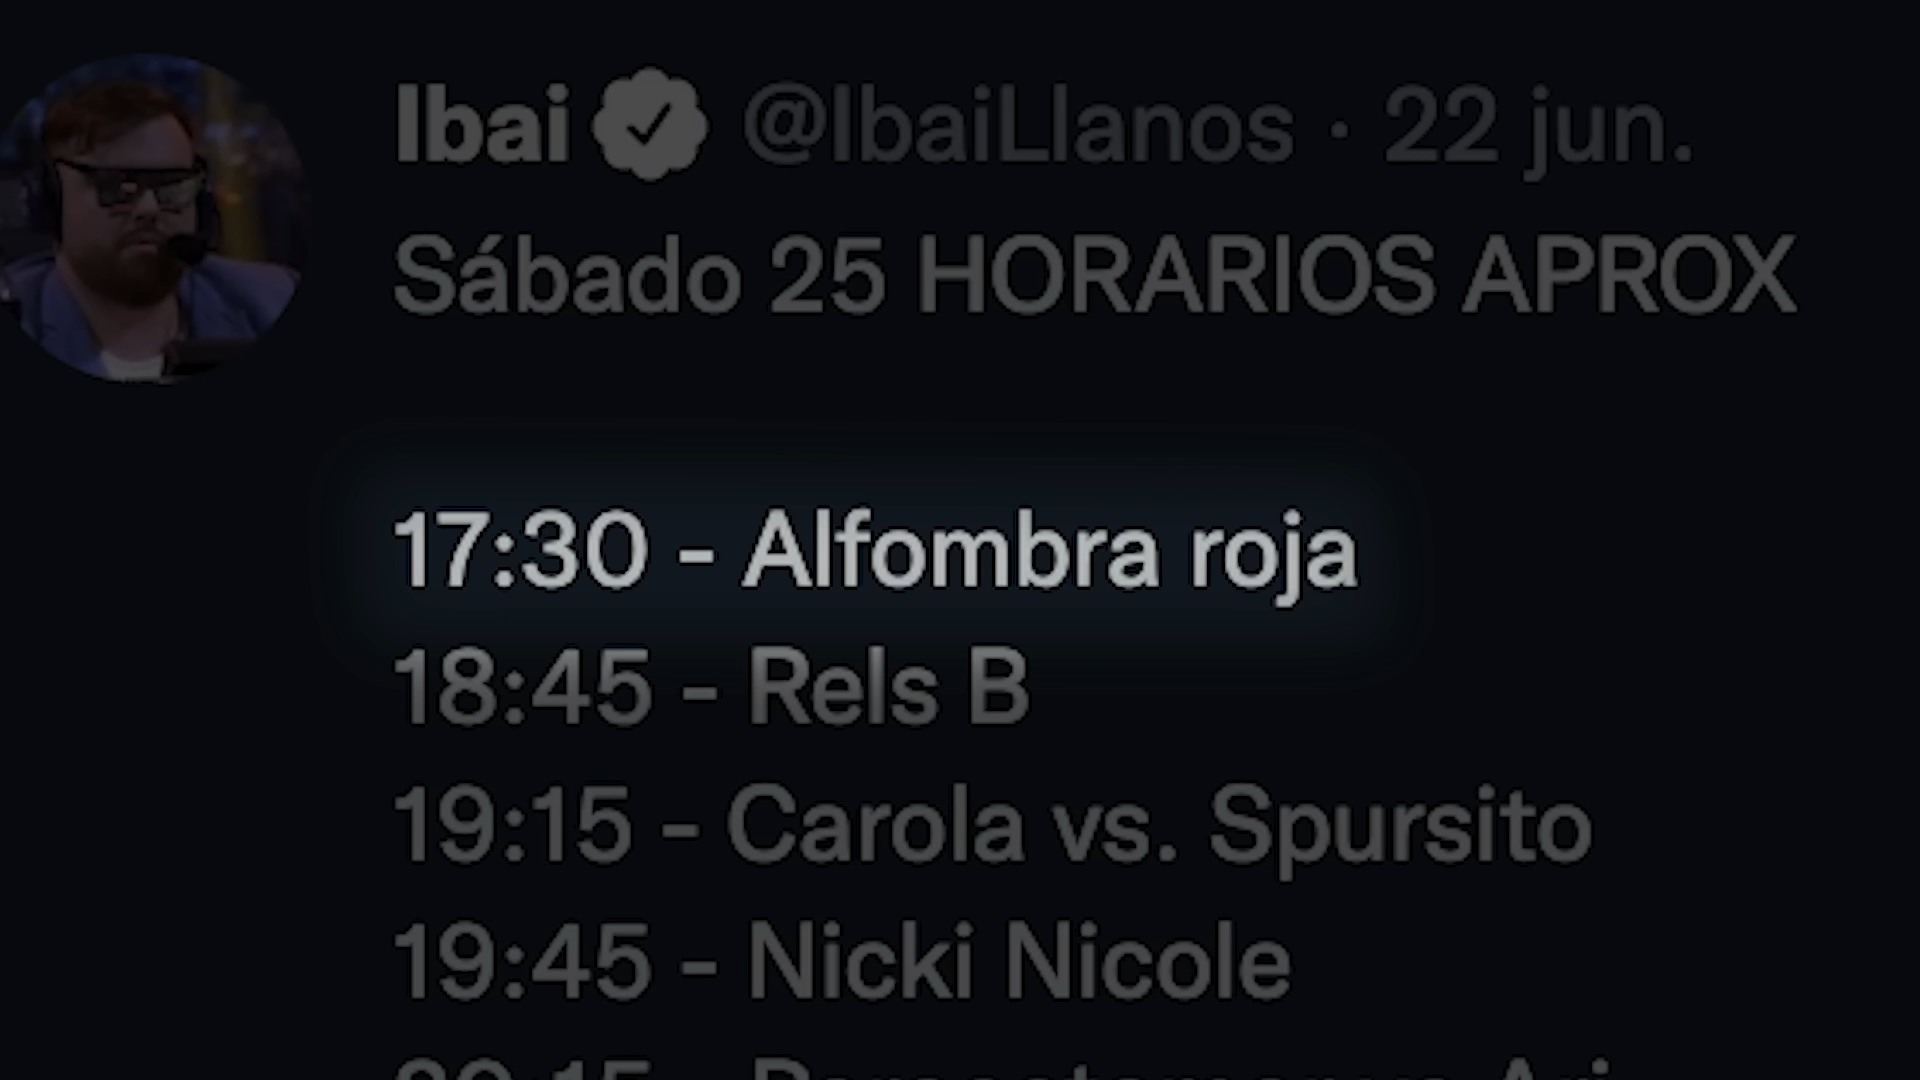 Ibai @IbaiLlanos · 22 jun.
Sábado 25 HORARIOS APROX
17:30 - Alfombra roja
18:45 - Rels B
19:15 - Carola vs. Spursito
19:45 - Nicki Nicole